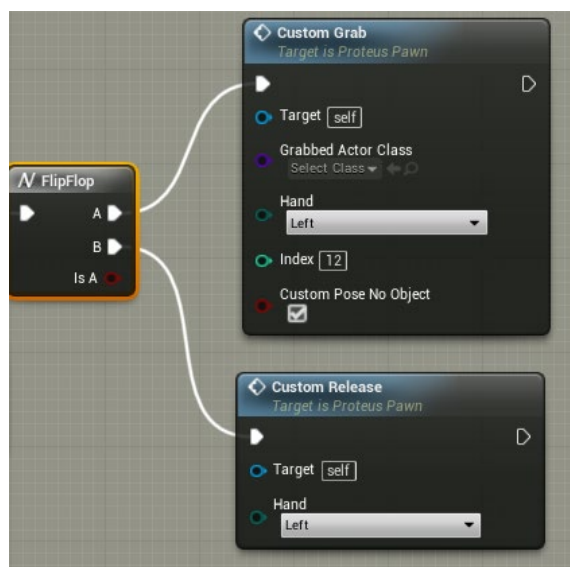 FlipFlop
A
B
Is A
Custom Grab
Target is Proteus Pawn
Target self
Grabbed Actor Class
Select Class
Hand
Left
Index 12
Custom Pose No Object
Custom Release
Target is Proteus Pawn
Target self
Hand
Left